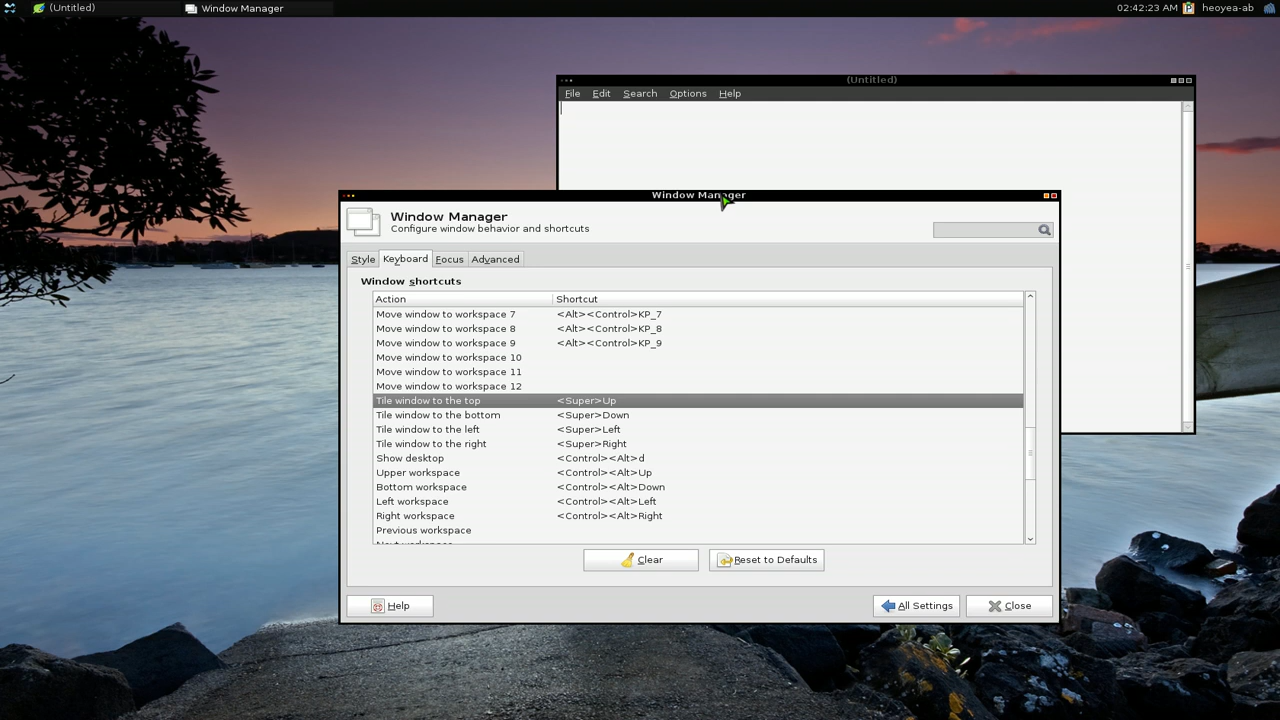 (Untitled)
Window Manager
02:42:23 AM
heoyea-ab
(Untitled)
File Edit Search Options Help
Window Manager
Window Manager
Configure window behavior and shortcuts
Style Keyboard Focus Advanced
Window shortcuts
Action Shortcut
Move window to workspace 7 <Alt><Control>KP_7
Move window to workspace 8 <Alt><Control>KP_8
Move window to workspace 9 <Alt><Control>KP_9
Move window to workspace 10
Move window to workspace 11
Move window to workspace 12
Tile window to the top <Super>Up
Tile window to the bottom <Super>Down
Tile window to the left <Super>Left
Tile window to the right <Super>Right
Show desktop <Control><Alt>d
Upper workspace <Control><Alt>Up
Bottom workspace <Control><Alt>Down
Left workspace <Control><Alt>Left
Right workspace <Control><Alt>Right
Previous workspace
Next workspace
Clear Reset to Defaults
Help All Settings Close